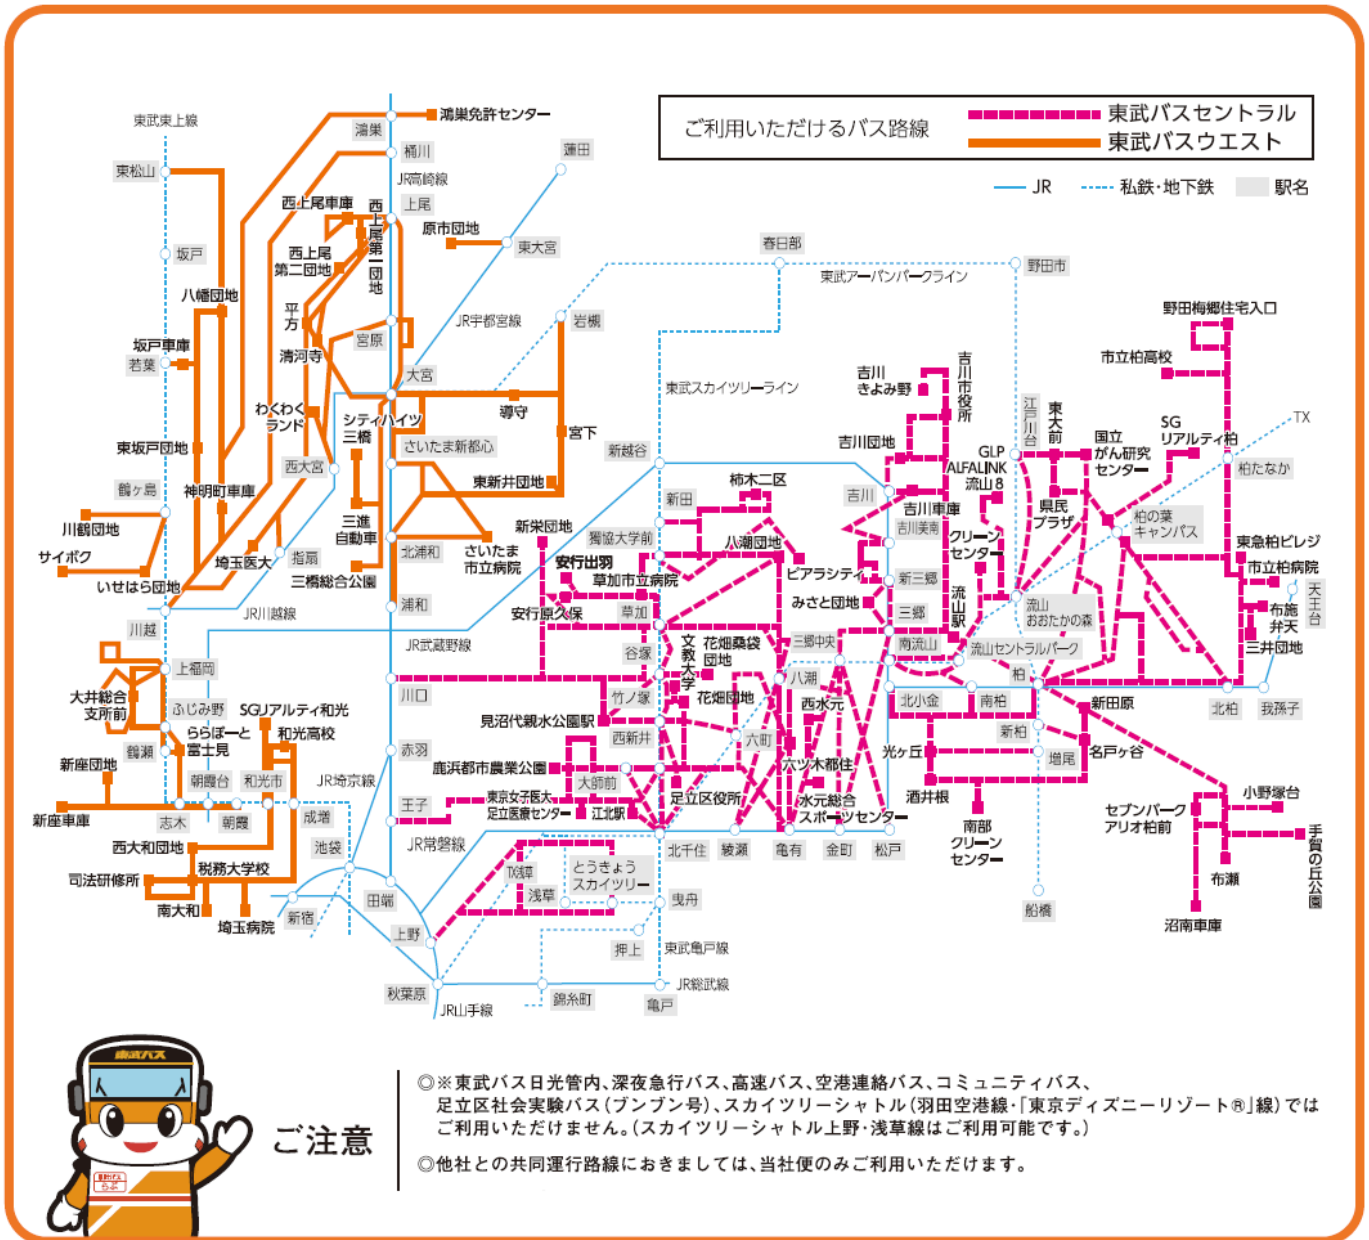 ご利用いただけるバス路線
東武バスセントラル
東武バスウエスト
JR
私鉄・地下鉄
駅名
東武東上線
鴻巣
鴻巣免許センター
桶川
JR高崎線
蓮田
東松山
西上尾車庫
西上尾第一団地
上尾
原市団地
東大宮
坂戸
西上尾
第二団地
春日部
東武アーバンパークライン
野田市
八幡団地
平方
清河寺
宮原
JR宇都宮線
岩槻
野田梅郷住宅入口
坂戸車庫
若葉
大宮
東武スカイツリーライン
吉川
きよみ野
吉川市役所
市立柏高校
わくわく
ランド
シティハイツ
三橋
導守
宮下
江戸川台
東大前
国立
がん研究
センター
SG
リアルティ柏
TX
東坂戸団地
さいたま新都心
新越谷
吉川団地
GLP
ALFALINK
流山8
柏たなか
西大宮
鶴ヶ島
神明町車庫
東新井団地
新田
柿木二区
吉川
吉川車庫
県民
プラザ
川鶴団地
三進
自動車
北浦和
新栄団地
獨協大学前
吉川美南
クリーン
センター
柏の葉
キャンパス
サイボク
埼玉医大
指扇
さいたま
市立病院
安行出羽
八潮団地
東急柏ビレジ
いせはら団地
三橋総合公園
草加市立病院
ピアラシティ
新三郷
市立柏病院
川越
JR川越線
浦和
安行原久保
草加
みさと団地
三郷
流山駅
流山
おおたかの森
布施
弁天
天王台
JR武蔵野線
谷塚
文教大学
花畑桑袋
団地
三郷中央
南流山
流山セントラルパーク
三井団地
上福岡
川口
竹ノ塚
花畑団地
八潮
柏
大井総合
支所前
ふじみ野
SGリアルティ和光
見沼代親水公園駅
西水元
北小金
南柏
新田原
北柏
我孫子
ららぽーと
富士見
和光高校
赤羽
西新井
六町
新柏
鶴瀬
光ヶ丘
増尾
名戸ヶ谷
新座団地
朝霞台
和光市
JR埼京線
鹿浜都市農業公園
大師前
六ツ木都住
東京女子医大
足立医療センター
江北駅
足立区役所
水元総合
スポーツセンター
酒井根
セブンパーク
アリオ柏前
小野塚台
新座車庫
志木
朝霞
成増
王子
西大和団地
池袋
JR常磐線
北千住
綾瀬
亀有
金町
松戸
南部
クリーン
センター
手賀の丘公園
司法研修所
税務大学校
TX浅草
とうきょう
スカイツリー
布瀬
南大和
埼玉病院
新宿
田端
浅草
曳舟
船橋
沼南車庫
上野
押上
東武亀戸線
秋葉原
JR山手線
錦糸町
亀戸
JR総武線
東武バス
ご注意
◎※東武バス日光管内、深夜急行バス、高速バス、空港連絡バス、コミュニティバス、
足立区社会実験バス(ブンブン号)、スカイツリーシャトル(羽田空港線・「東京ディズニーリゾート®」線)では
ご利用いただけません。(スカイツリーシャトル上野・浅草線はご利用可能です。)
◎他社との共同運行路線におきましては、当社便のみご利用いただけます。